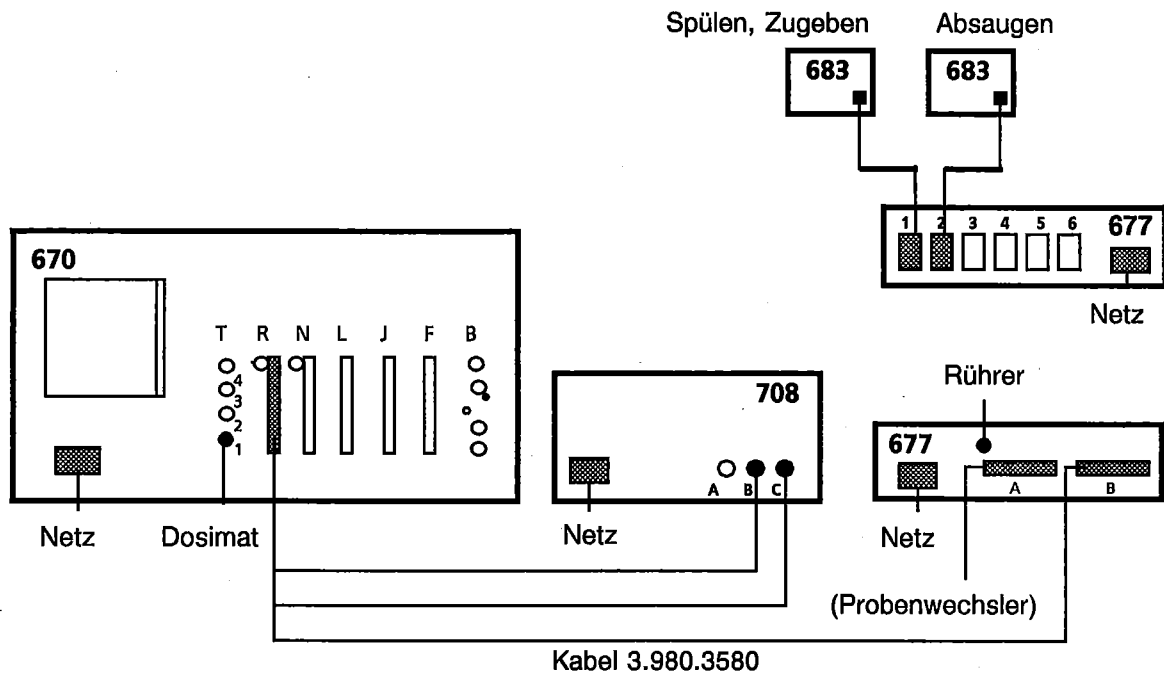 Spülen, Zugeben Absaugen
683 683
1 2 3 4 5 6 677
Netz
670
T R N L J F B
4
3
2
1
Netz Dosimat
708
A B C
Netz
Rührer
677
A B
Netz
(Probenwechsler)
Kabel 3.980.3580